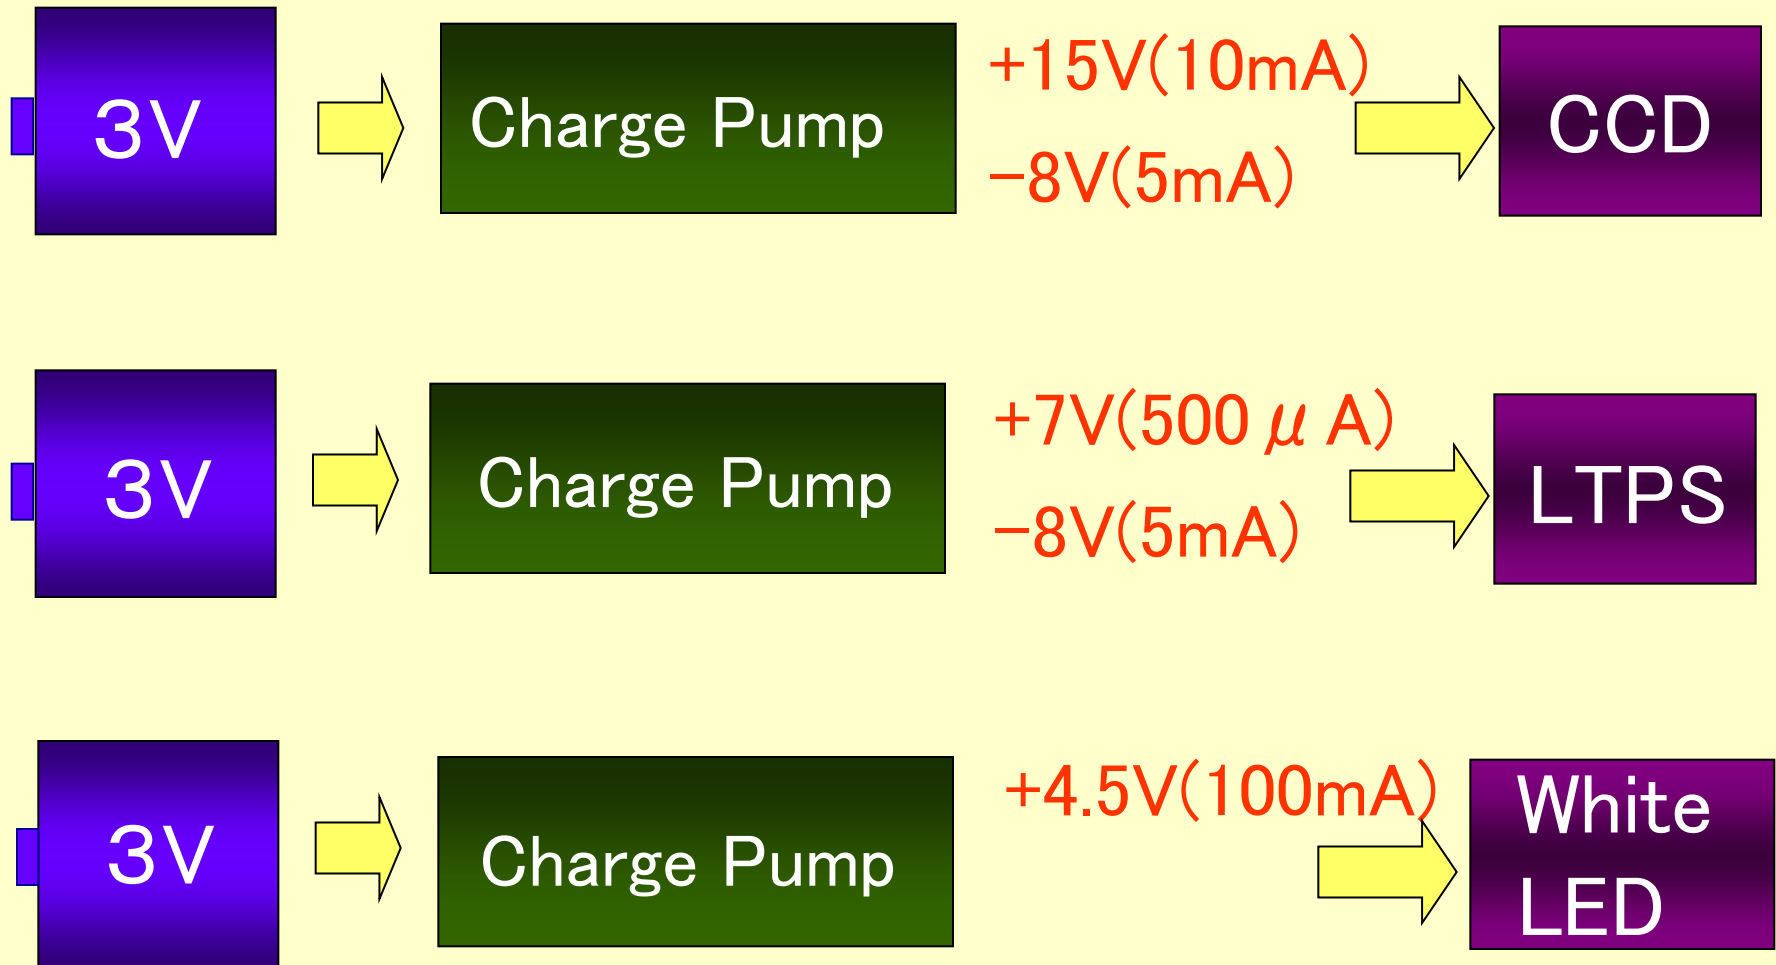 3V
Charge Pump
+15V(10mA)
−8V(5mA)
CCD
3V
Charge Pump
+7V(500μA)
−8V(5mA)
LTPS
3V
Charge Pump
+4.5V(100mA)
White
LED